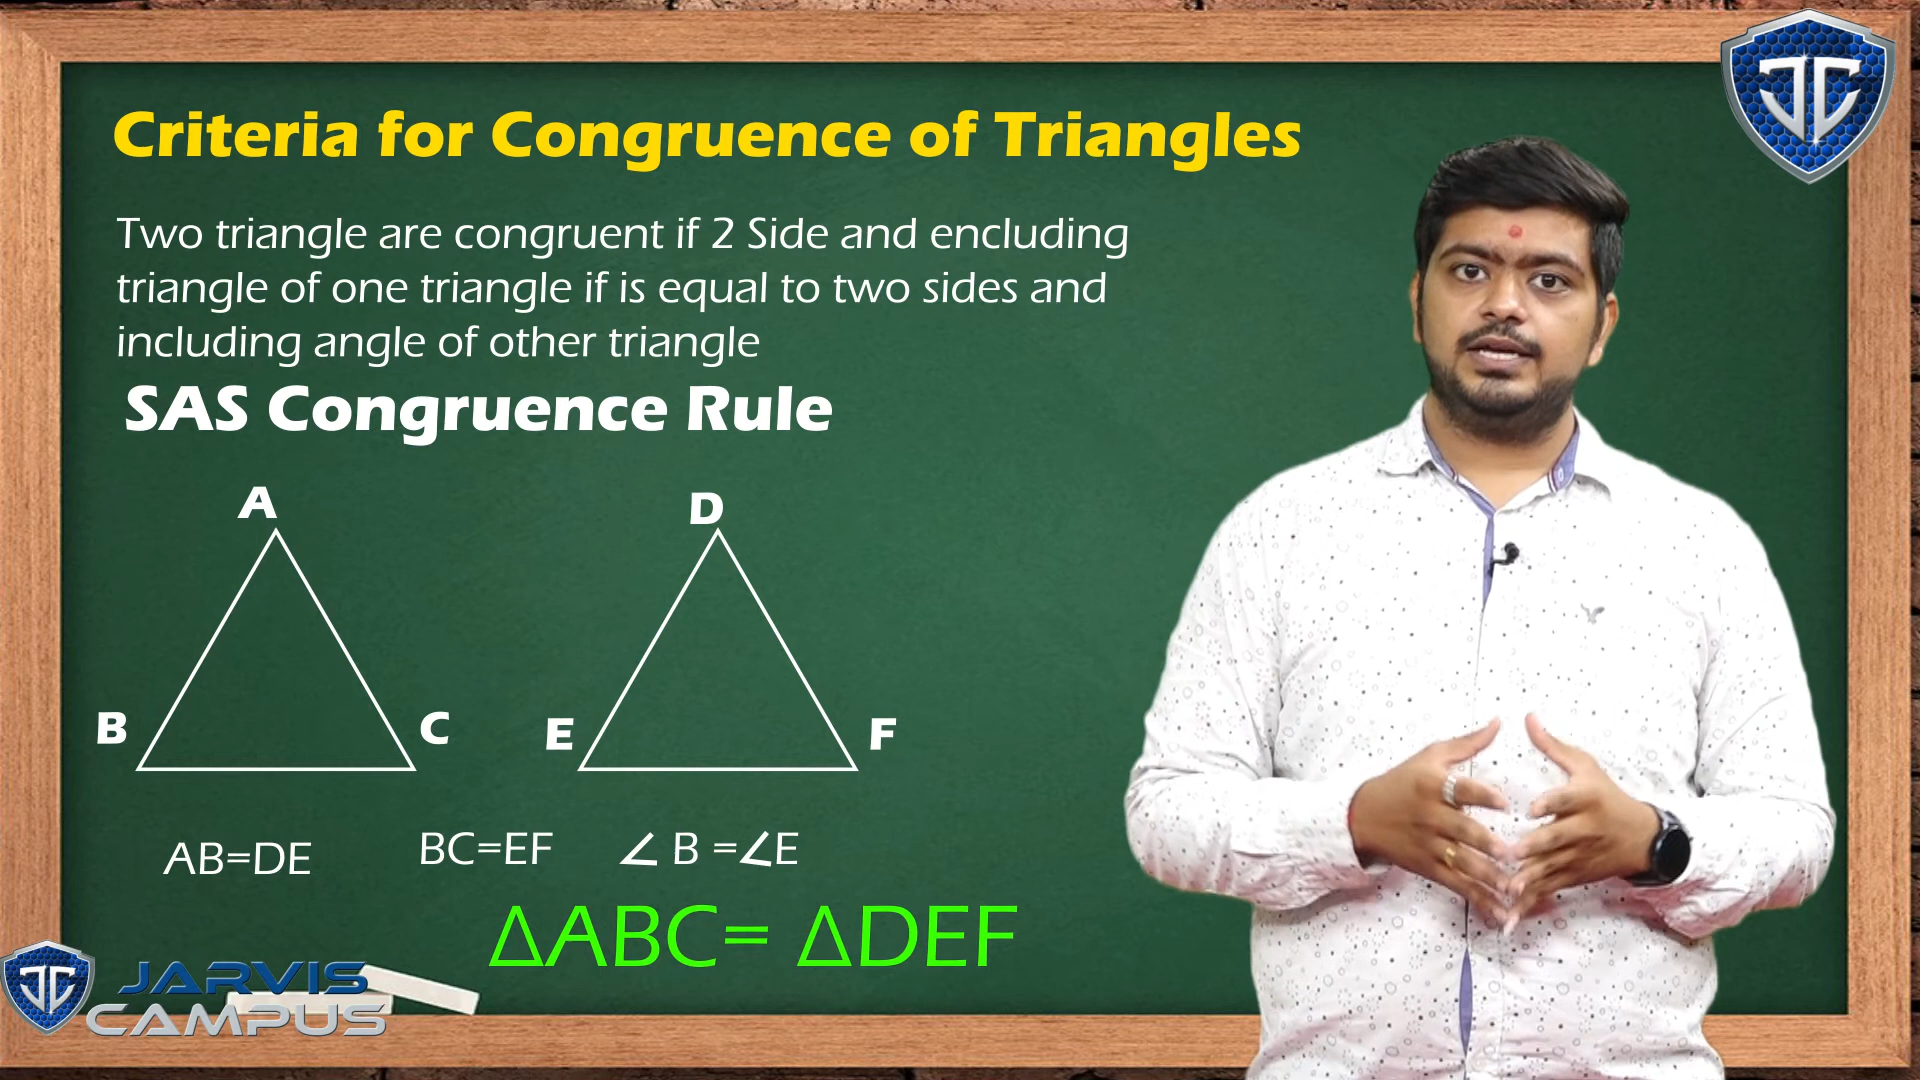 JC
Criteria for Congruence of Triangles
Two triangle are congruent if 2 Side and encluding
triangle of one triangle if is equal to two sides and
including angle of other triangle
SAS Congruence Rule
A
D
B
C
E
F
AB=DE
BC=EF
∠ B =∠E
ΔABC= ΔDEF
JC
JARVIS
CAMPUS